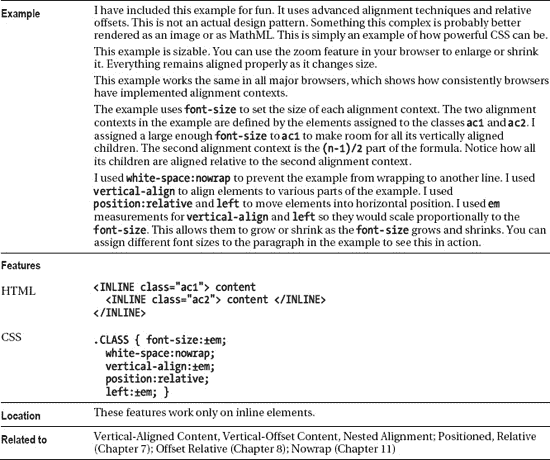 Example
I have included this example for fun. It uses advanced alignment techniques and relative
offsets. This is not an actual design pattern. Something this complex is probably better
rendered as an image or as MathML. This is simply an example of how powerful CSS can be.
This example is sizable. You can use the zoom feature in your browser to enlarge or shrink
it. Everything remains aligned properly as it changes size.
This example works the same in all major browsers, which shows how consistently browsers
have implemented alignment contexts.
The example uses font-size to set the size of each alignment context. The two alignment
contexts in the example are defined by the elements assigned to the classes ac1 and ac2. I
assigned a large enough font-size to ac1 to make room for all its vertically aligned
children. The second alignment context is the (n-1)/2 part of the formula. Notice how all
its children are aligned relative to the second alignment context.
I used white-space:nowrap to prevent the example from wrapping to another line. I used
vertical-align to align elements to various parts of the example. I used
position:relative and left to move elements into horizontal position. I used em
measurements for vertical-align and left so they would scale proportionally to the
font-size. This allows them to grow or shrink as the font-size grows and shrinks. You can
assign different font sizes to the paragraph in the example to see this in action.
Features
HTML
<INLINE class="ac1"> content
<INLINE class="ac2"> content </INLINE>
</INLINE>
CSS
.CLASS { font-size:±em;
white-space:nowrap;
vertical-align:±em;
position:relative;
left:±em; }
Location
These features work only on inline elements.
Related to
Vertical-Aligned Content, Vertical-Offset Content, Nested Alignment; Positioned, Relative
(Chapter 7); Offset Relative (Chapter 8); Nowrap (Chapter 11)